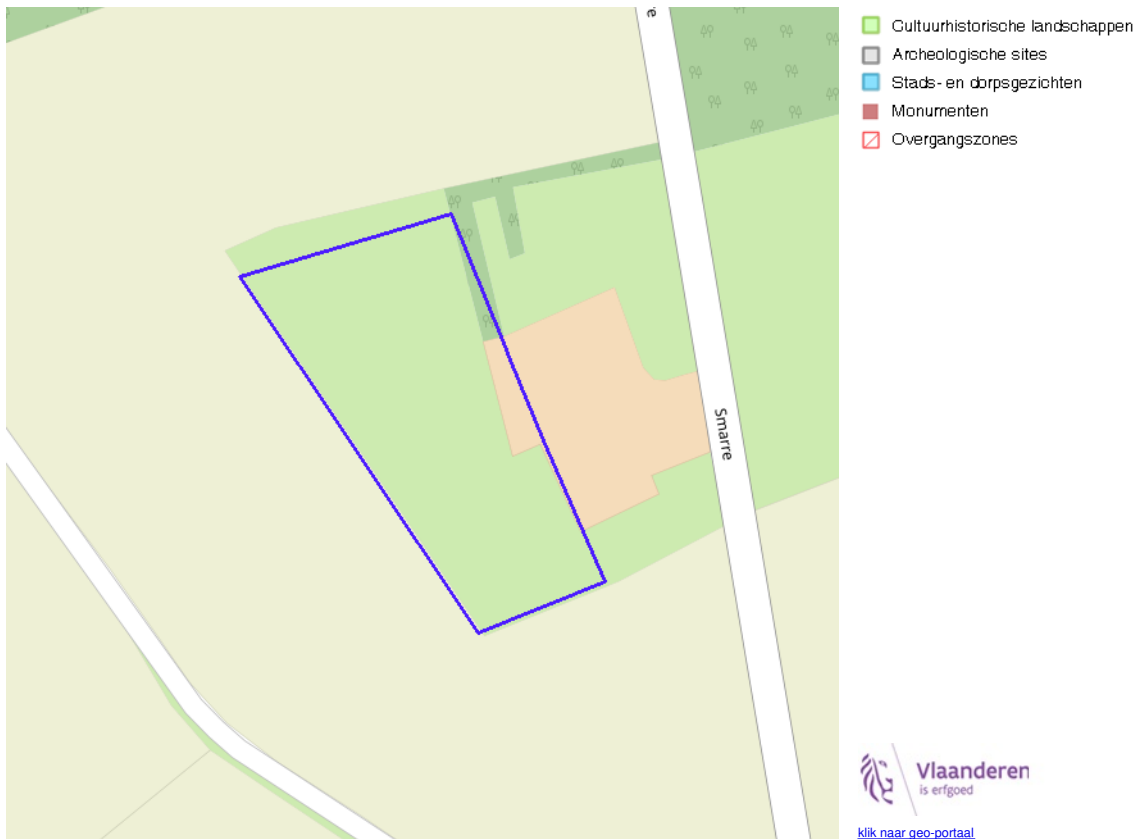 e
Smarre
Cultuurhistorische landschappen
Archeologische sites
Stads- en dorpsgezichten
Monumenten
Overgangszones
Vlaanderen
is erfgoed
klik naar geo-portaal